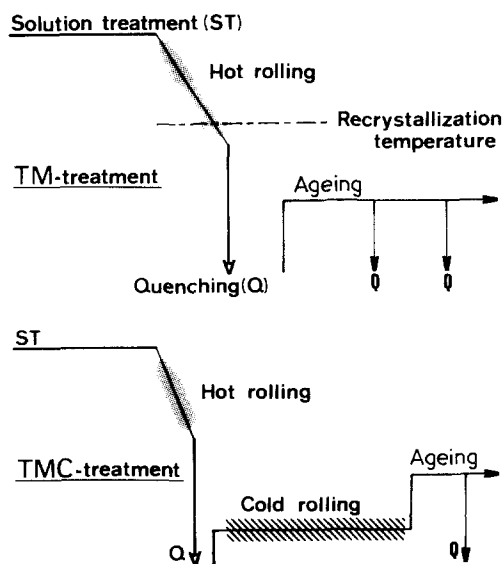 Solution treatment (ST)
Hot rolling
Recrystallization
temperature
TM-treatment
Ageing
Quenching(Q)
Q
Q
ST
Hot rolling
TMC-treatment
Ageing
Cold rolling
Q
Q